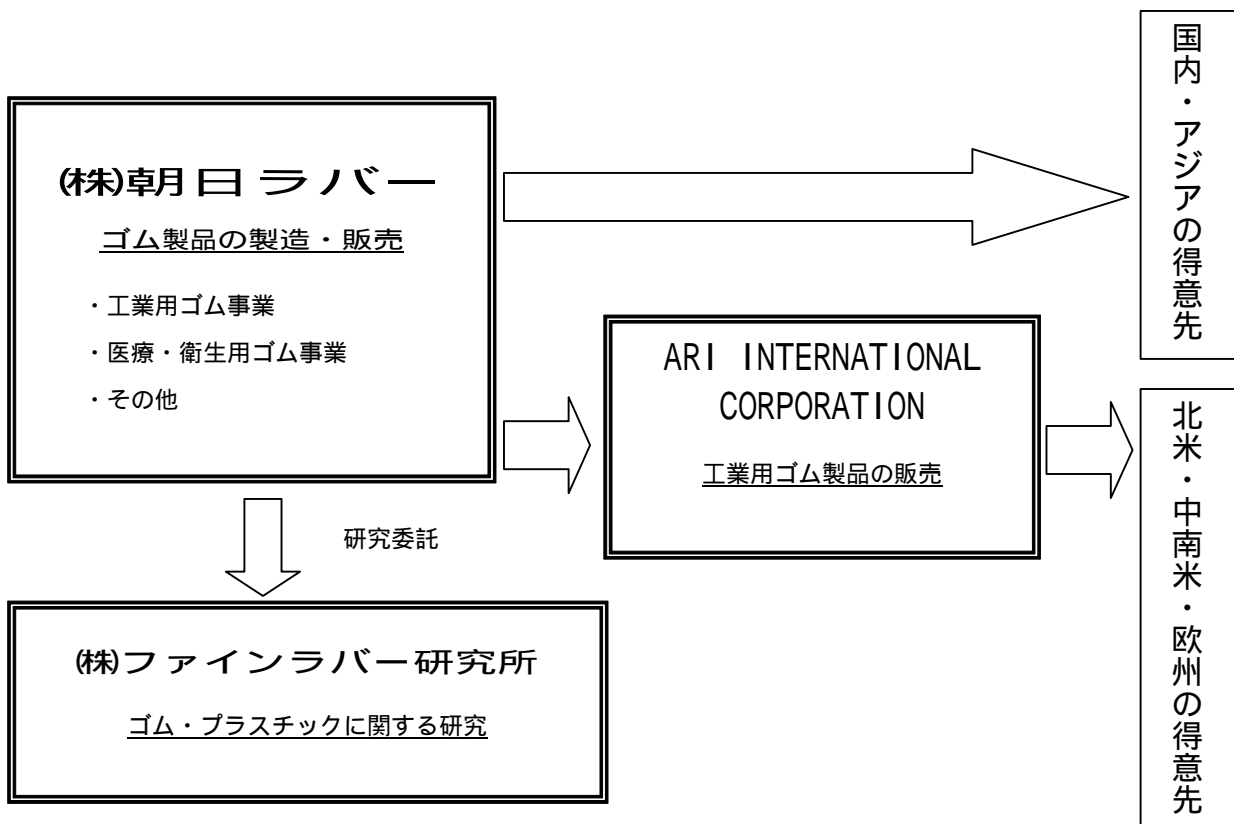 (株)朝日ラバー
ゴム製品の製造・販売
・工業用ゴム事業
・医療・衛生用ゴム事業
・その他
研究委託
(株)ファインラバー研究所
ゴム・プラスチックに関する研究
ARI INTERNATIONAL
CORPORATION
工業用ゴム製品の販売
国内・アジアの得意先
北米・中南米・欧州の得意先